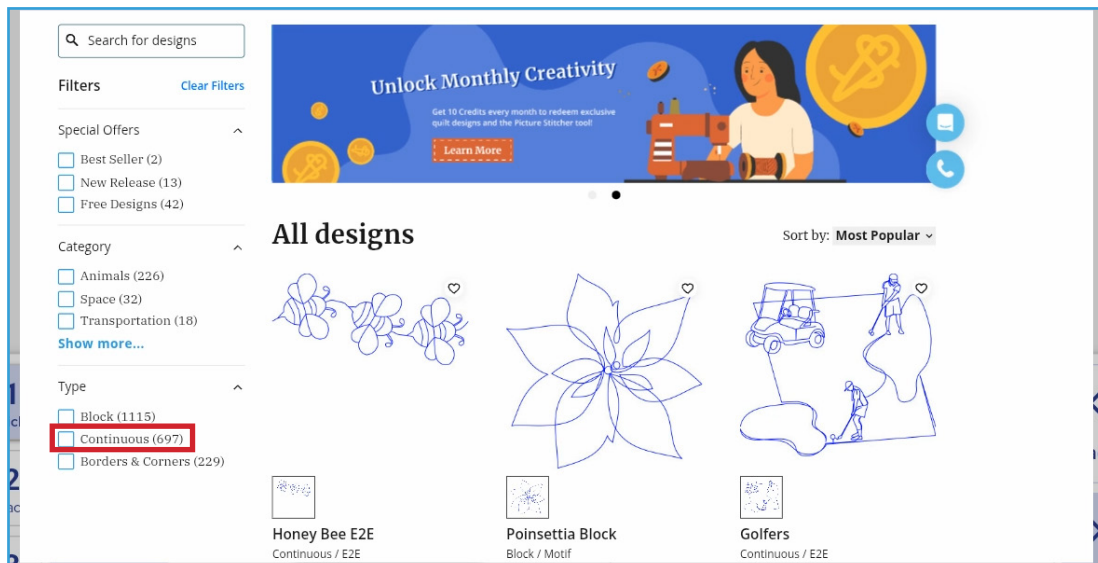 Search for designs
Filters
Clear Filters
Special Offers
Best Seller (2)
New Release (13)
Free Designs (42)
Category
Animals (226)
Space (32)
Transportation (18)
Show more...
Type
Block (1115)
Continuous (697)
Borders & Corners (229)
Unlock Monthly Creativity
Get 10 Credits every month to redeem exclusive
quilt designs and the Picture Stitcher tool!
Learn More
All designs
Sort by: Most Popular
Honey Bee E2E
Continuous / E2E
Poinsettia Block
Block / Motif
Golfers
Continuous / E2E